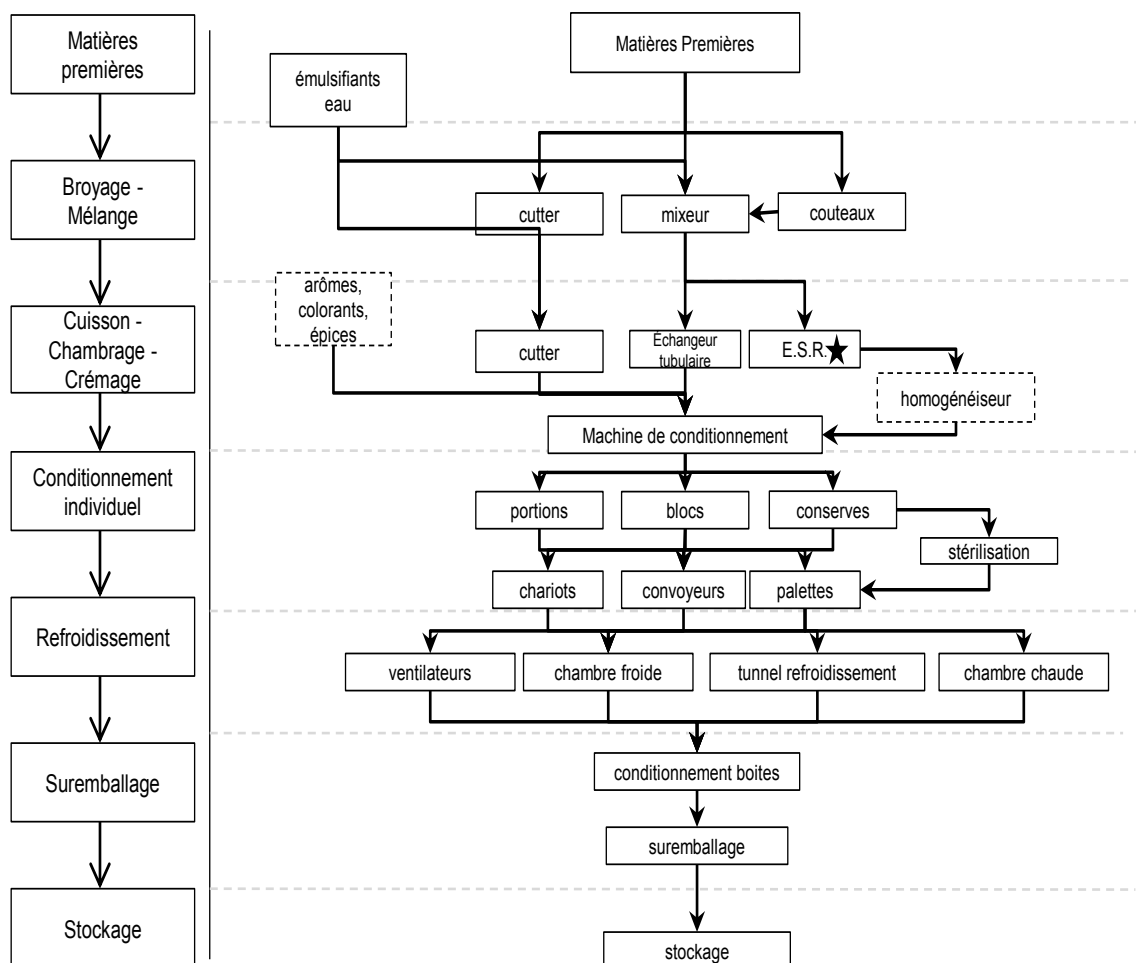 Matières
premières
Broyage -
Mélange
Cuisson -
Chambrage -
Crémage
Conditionnement
individuel
Refroidissement
Suremballage
Stockage
Matières Premières
émulsifiants
eau
cutter
mixeur
couteaux
arômes,
colorants,
épices
cutter
Échangeur
tubulaire
E.S.R.★
homogénéiseur
Machine de conditionnement
portions
blocs
conserves
stérilisation
chariots
convoyeurs
palettes
ventilateurs
chambre froide
tunnel refroidissement
chambre chaude
conditionnement boites
suremballage
stockage